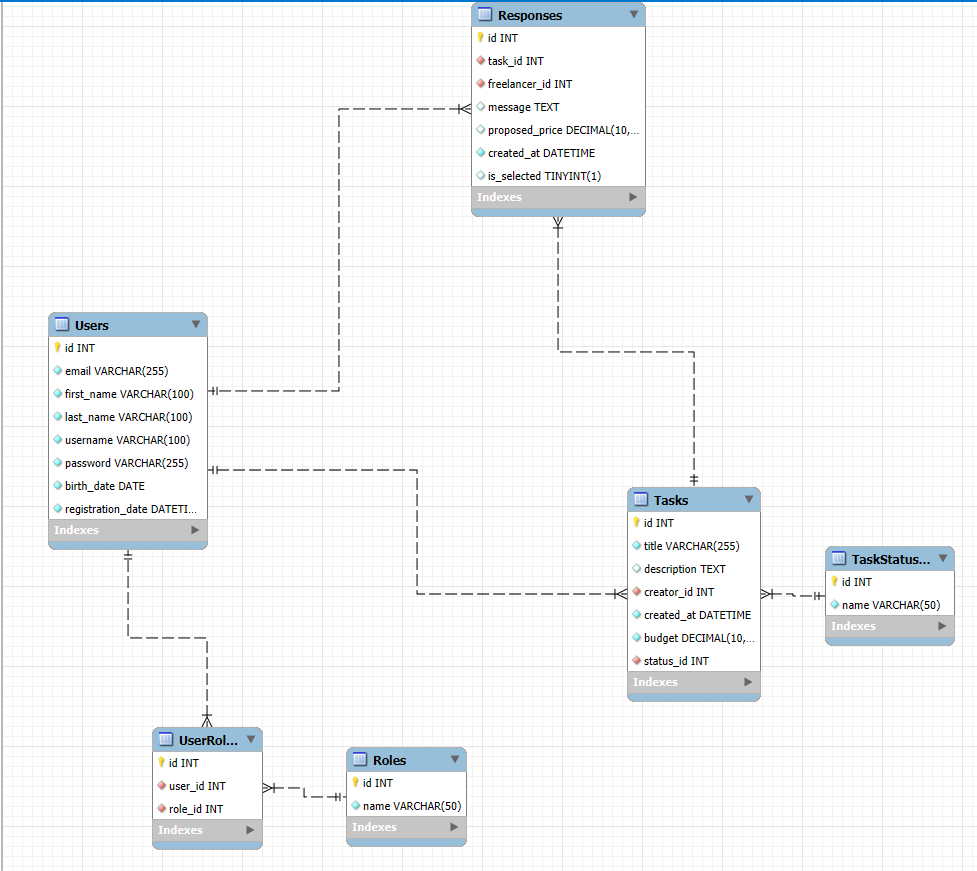 Responses
id INT
task_id INT
freelancer_id INT
message TEXT
proposed_price DECIMAL(10,...
created_at DATETIME
is_selected TINYINT(1)
Indexes
Users
id INT
email VARCHAR(255)
first_name VARCHAR(100)
last_name VARCHAR(100)
username VARCHAR(100)
password VARCHAR(255)
birth_date DATE
registration_date DATETI...
Indexes
Tasks
id INT
title VARCHAR(255)
description TEXT
creator_id INT
created_at DATETIME
budget DECIMAL(10,...
status_id INT
Indexes
TaskStatus...
id INT
name VARCHAR(50)
Indexes
UserRol...
id INT
user_id INT
role_id INT
Indexes
Roles
id INT
name VARCHAR(50)
Indexes